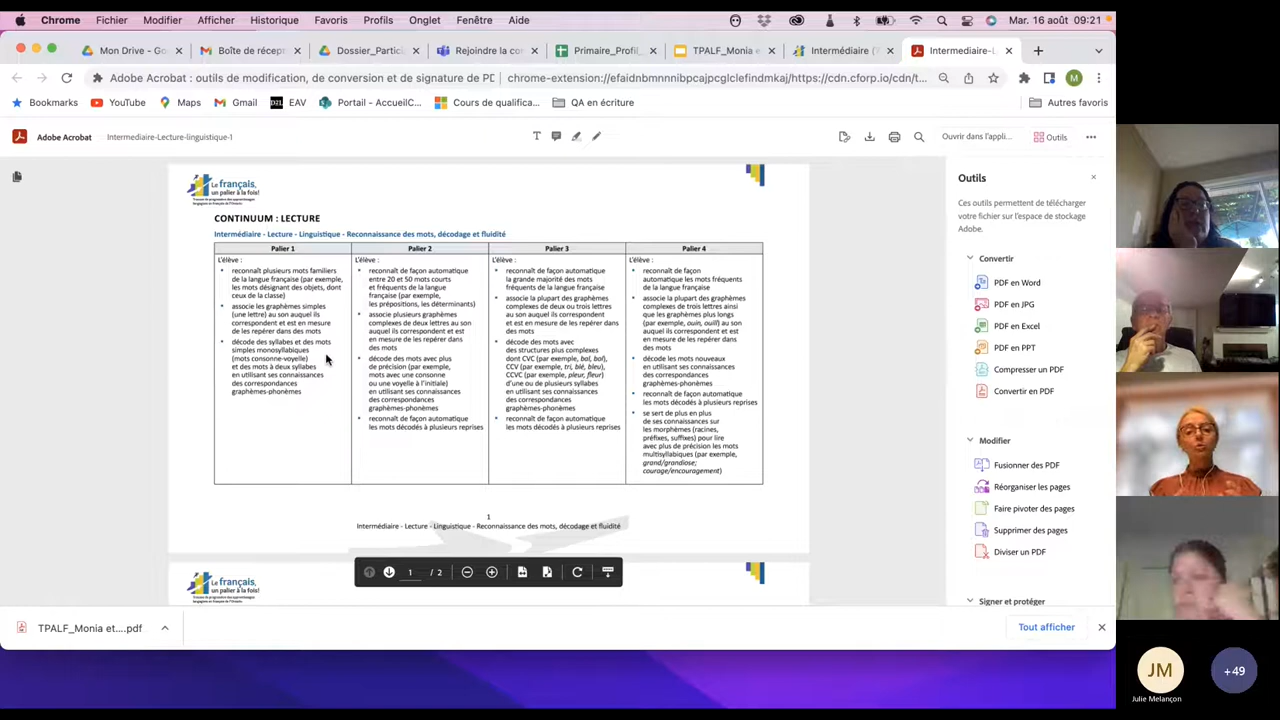 Chrome Fichier Modifier Afficher Historique Favoris Profils Onglet Fenêtre Aide Mar. 16 août 09:21
Mon Drive - Go
Boîte de récep
Dossier_Partici
Rejoindre la co
Primaire_Profil_
TPALF_Monia e
Intermédiaire (
Intermediaire-L
Adobe Acrobat : outils de modification, de conversion et de signature de PD chrome-extension://efaidnbmnnnibpcajpcglclefindmkaj/https://cdn.cforp.io/cdn/t...
M
Bookmarks YouTube Maps Gmail EAV Portail - AccueilC... Cours de qualifica... QA en écriture Autres favoris
Adobe Acrobat Intermediaire-Lecture-linguistique-1 Ouvrir dans l'appli... Outils
Le français,
un palier à la fois!
CONTINUUM : LECTURE
Intermédiaire - Lecture - Linguistique - Reconnaissance des mots, décodage et fluidité
Palier 1
L'élève :
• reconnaît plusieurs mots familiers
de la langue française (par exemple,
les mots désignant des objets, dont
ceux de la classe)
• associe les graphèmes simples
(une lettre) au son auquel ils
correspondent et est en mesure
de les repérer dans des mots
• décode des syllabes et des mots
simples monosyllabiques
(mots consonne-voyelle)
et des mots à deux syllabes
en utilisant ses connaissances
des correspondances
graphèmes-phonèmes
Palier 2
L'élève :
• reconnaît de façon automatique
entre 20 et 50 mots courts
et fréquents de la langue
française (par exemple,
les prépositions, les déterminants)
• associe plusieurs graphèmes
complexes de deux lettres au son
auquel ils correspondent et est
en mesure de les repérer dans
des mots
• décode des mots avec plus
de précision (par exemple,
mots avec une consonne
ou une voyelle à l'initiale)
en utilisant ses connaissances
des correspondances
graphèmes-phonèmes
• reconnaît de façon automatique
les mots décodés à plusieurs reprises
Palier 3
L'élève :
• reconnaît de façon automatique
la grande majorité des mots
fréquents de la langue française
• associe la plupart des graphèmes
complexes de deux ou trois lettres
au son auquel ils correspondent
et est en mesure de les repérer
dans des mots
• décode des mots avec
des structures plus complexes
dont CVC (par exemple, bal, bol),
CCV (par exemple, tri, blé, bleu),
CCVC (par exemple, pleur, fleur)
d'une ou de plusieurs syllabes
en utilisant ses connaissances
des correspondances
graphèmes-phonèmes
• reconnaît de façon automatique
les mots décodés à plusieurs reprises
Palier 4
L'élève :
• reconnaît de façon
automatique les mots fréquents
de la langue française
• associe la plupart des graphèmes
complexes de trois lettres ainsi
que les graphèmes plus longs
(par exemple, ouin, ouill) au son
auquel ils correspondent et est
en mesure de les repérer dans
des mots
• décode les mots nouveaux
en utilisant ses connaissances
des correspondances
graphèmes-phonèmes
• reconnaît de façon automatique
les mots décodés à plusieurs reprises
• se sert de plus en plus
de ses connaissances sur
les morphèmes (racines,
préfixes, suffixes) pour lire
avec plus de précision les mots
multisyllabiques (par exemple,
grand/grandiose;
courage/encouragement)
1
Intermédiaire - Lecture - Linguistique - Reconnaissance des mots, décodage et fluidité
1 / 2
Le français,
un palier à la fois!
Outils
Ces outils permettent de télécharger
votre fichier sur l'espace de stockage
Adobe.
Convertir
PDF en Word
PDF en JPG
PDF en Excel
PDF en PPT
Compresser un PDF
Convertir en PDF
Modifier
Fusionner des PDF
Réorganiser les pages
Faire pivoter des pages
Supprimer des pages
Diviser un PDF
Signer et protéger
TPALF_Monia et....pdf
Tout afficher
JM
Julie Melançon
+49